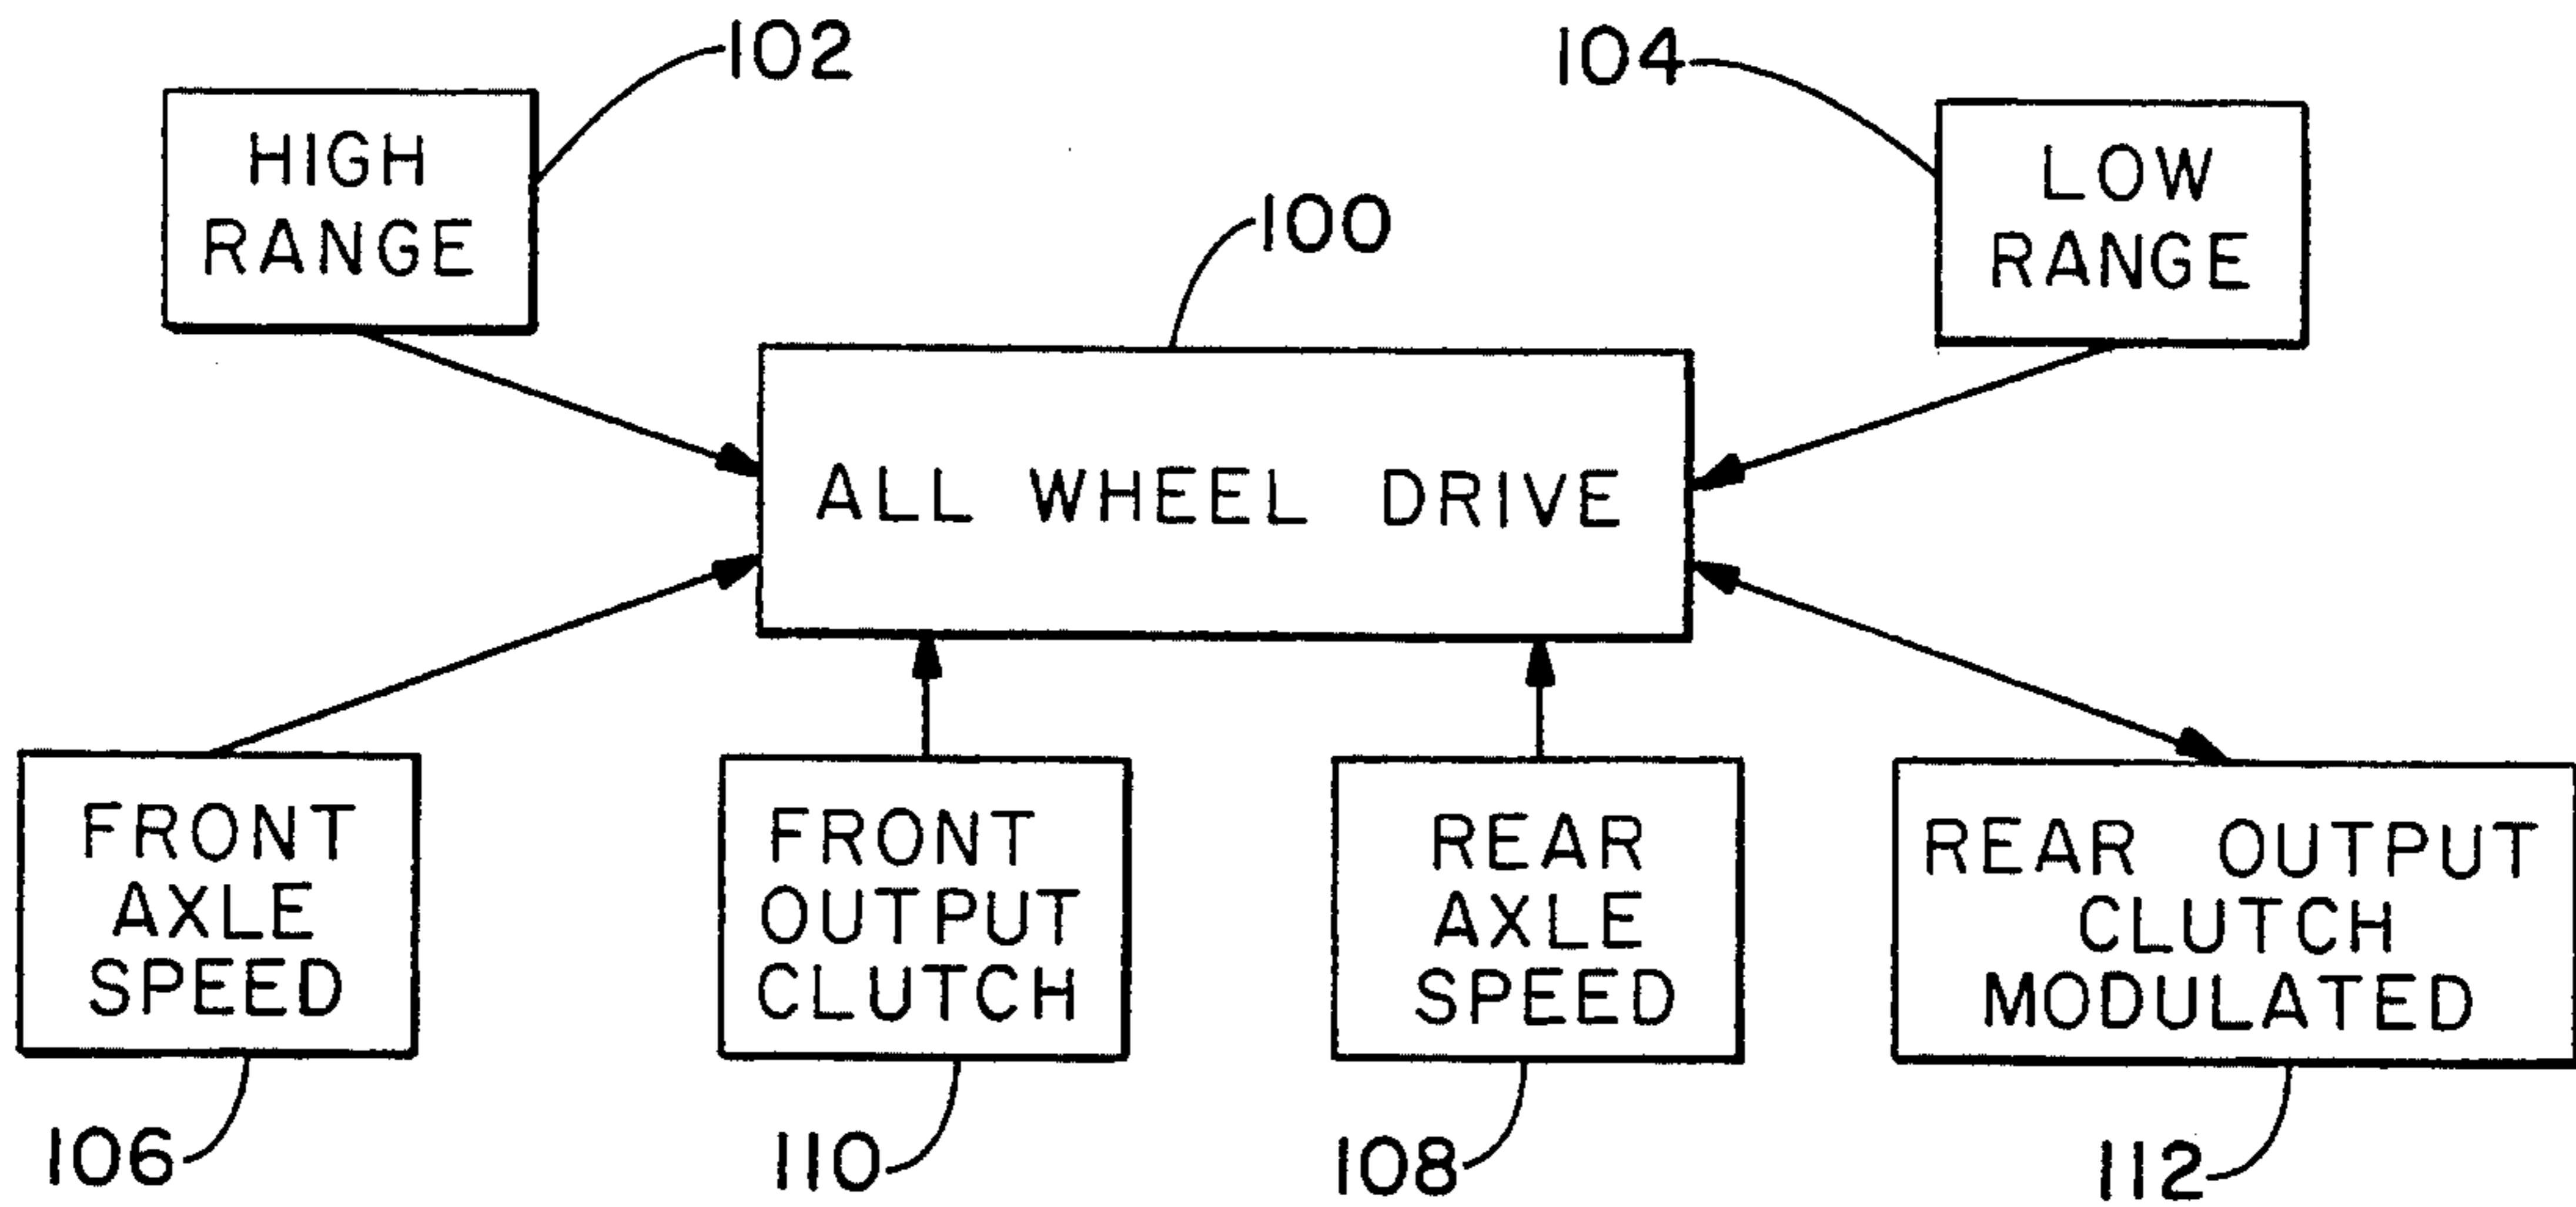 102
104
HIGH
RANGE
LOW
RANGE
100
ALL WHEEL DRIVE
FRONT
AXLE
SPEED
FRONT
OUTPUT
CLUTCH
REAR
AXLE
SPEED
REAR OUTPUT
CLUTCH
MODULATED
106
110
108
112